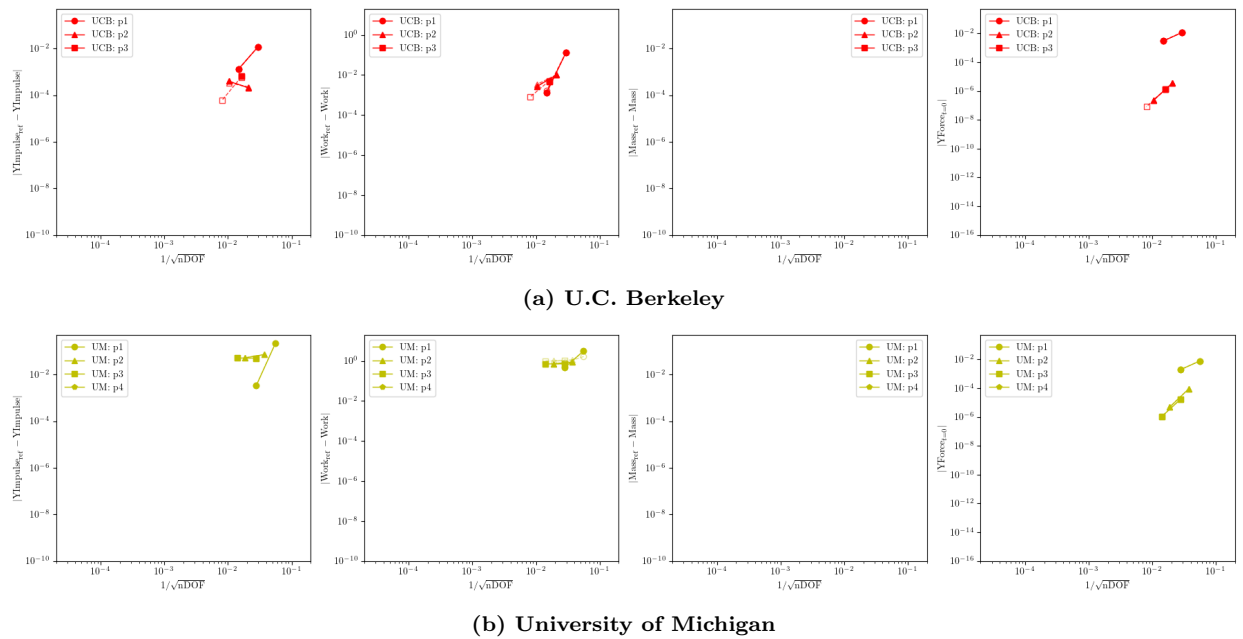 UCB: p1
UCB: p2
UCB: p3
10⁻²
10⁻⁴
10⁻⁶
10⁻⁸
10⁻¹⁰
|YImpulse_ref − YImpulse|
10⁻⁴ 10⁻³ 10⁻² 10⁻¹
1/√nDOF
UCB: p1
UCB: p2
UCB: p3
10⁰
10⁻²
10⁻⁴
10⁻⁶
10⁻⁸
10⁻¹⁰
|Work_ref − Work|
10⁻⁴ 10⁻³ 10⁻² 10⁻¹
1/√nDOF
UCB: p1
UCB: p2
UCB: p3
10⁻²
10⁻⁴
10⁻⁶
10⁻⁸
10⁻¹⁰
|Mass_ref − Mass|
10⁻⁴ 10⁻³ 10⁻² 10⁻¹
1/√nDOF
UCB: p1
UCB: p2
UCB: p3
10⁻²
10⁻⁴
10⁻⁶
10⁻⁸
10⁻¹⁰
10⁻¹²
10⁻¹⁴
10⁻¹⁶
|YForce_t=0|
10⁻⁴ 10⁻³ 10⁻² 10⁻¹
1/√nDOF
(a) U.C. Berkeley
UM: p1
UM: p2
UM: p3
UM: p4
10⁻²
10⁻⁴
10⁻⁶
10⁻⁸
10⁻¹⁰
|YImpulse_ref − YImpulse|
10⁻⁴ 10⁻³ 10⁻² 10⁻¹
1/√nDOF
UM: p1
UM: p2
UM: p3
UM: p4
10⁰
10⁻²
10⁻⁴
10⁻⁶
10⁻⁸
10⁻¹⁰
|Work_ref − Work|
10⁻⁴ 10⁻³ 10⁻² 10⁻¹
1/√nDOF
UM: p1
UM: p2
UM: p3
UM: p4
10⁻²
10⁻⁴
10⁻⁶
10⁻⁸
10⁻¹⁰
|Mass_ref − Mass|
10⁻⁴ 10⁻³ 10⁻² 10⁻¹
1/√nDOF
UM: p1
UM: p2
UM: p3
UM: p4
10⁻²
10⁻⁴
10⁻⁶
10⁻⁸
10⁻¹⁰
10⁻¹²
10⁻¹⁴
10⁻¹⁶
|YForce_t=0|
10⁻⁴ 10⁻³ 10⁻² 10⁻¹
1/√nDOF
(b) University of Michigan